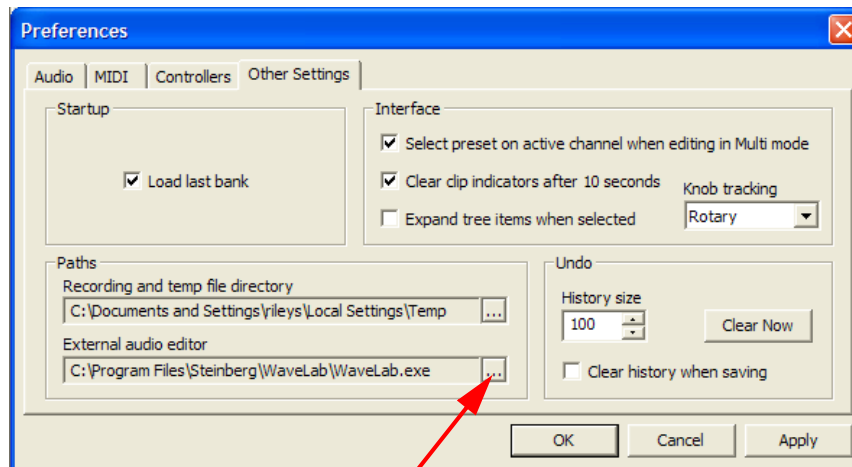 Preferences
Audio MIDI Controllers Other Settings
Startup
Load last bank
Interface
Select preset on active channel when editing in Multi mode
Clear clip indicators after 10 seconds
Expand tree items when selected
Knob tracking
Rotary
Paths
Recording and temp file directory
C:\Documents and Settings\rileys\Local Settings\Temp
...
External audio editor
C:\Program Files\Steinberg\WaveLab\WaveLab.exe
...
Undo
History size
100
Clear Now
Clear history when saving
OK Cancel Apply